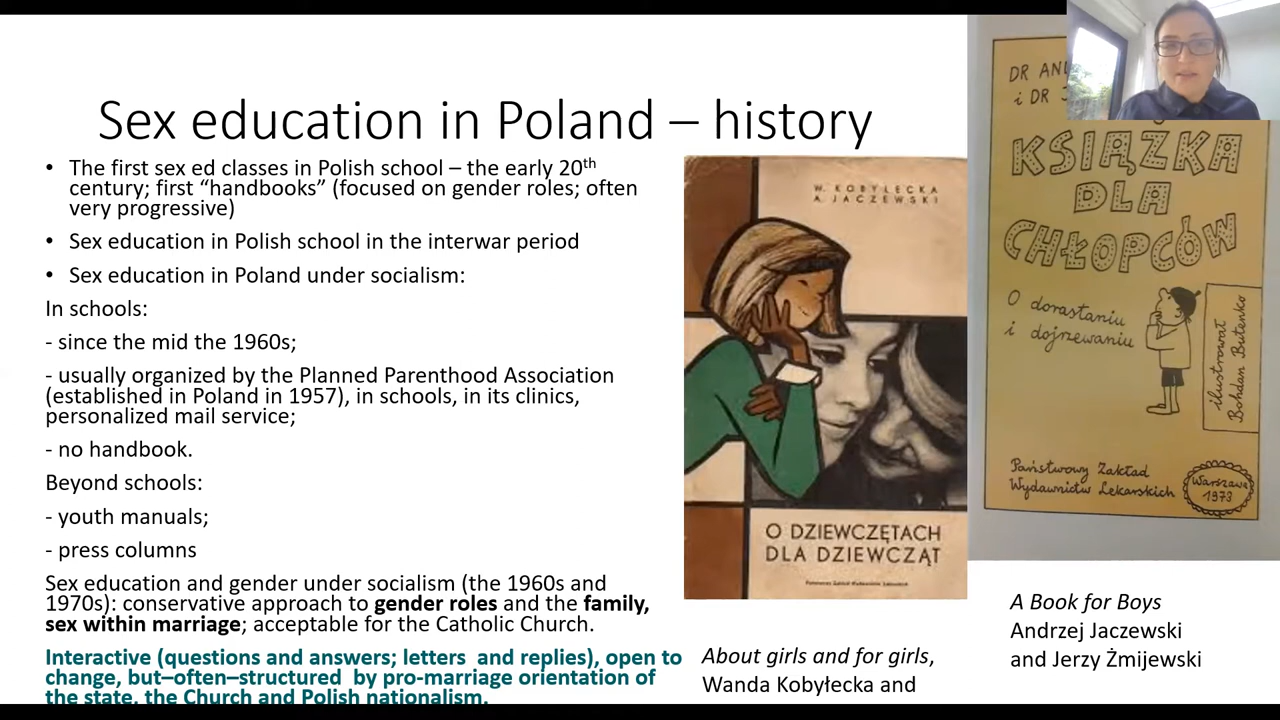 Sex education in Poland – history
• The first sex ed classes in Polish school – the early 20th
century; first “handbooks” (focused on gender roles; often
very progressive)
• Sex education in Polish school in the interwar period
• Sex education in Poland under socialism:
In schools:
- since the mid the 1960s;
- usually organized by the Planned Parenthood Association
(established in Poland in 1957), in schools, in its clinics,
personalized mail service;
- no handbook.
Beyond schools:
- youth manuals;
- press columns
Sex education and gender under socialism (the 1960s and
1970s): conservative approach to gender roles and the family,
sex within marriage; acceptable for the Catholic Church.
Interactive (questions and answers; letters and replies), open to
change, but–often–structured by pro-marriage orientation of
the state, the Church and Polish nationalism.
W. KOBYŁECKA
A. JACZEWSKI
O DZIEWCZĘTACH
DLA DZIEWCZĄT
About girls and for girls,
Wanda Kobyłecka and
DR AN
i DR
KSIĄŻKA
DLA
CHŁOPCÓW
O dorastaniu
i dojrzewaniu
ilustrował
Bohdan Butenko
Państwowy Zakład
Wydawnictw Lekarskich
Warszawa
1973
A Book for Boys
Andrzej Jaczewski
and Jerzy Żmijewski